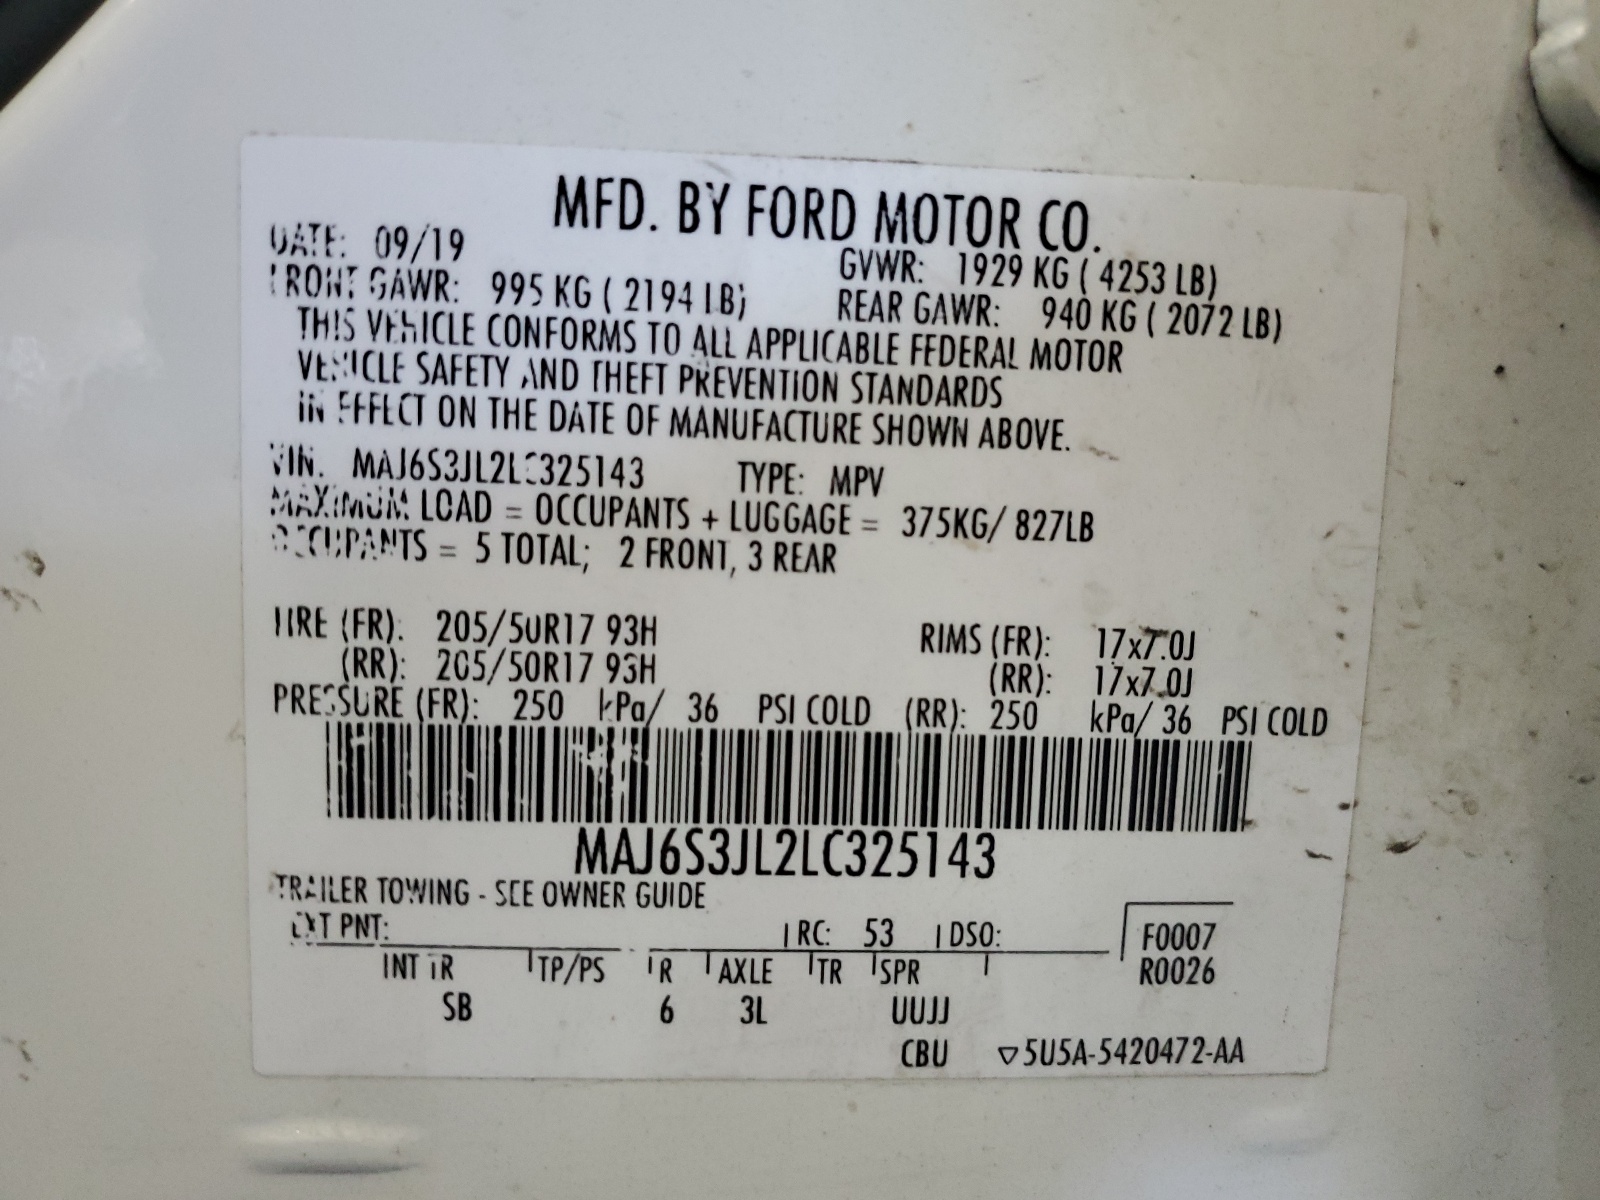 MFD. BY FORD MOTOR CO.
DATE: 09/19 GVWR: 1929 KG ( 4253 LB)
FRONT GAWR: 995 KG ( 2194 LB) REAR GAWR: 940 KG ( 2072 LB)
THIS VEHICLE CONFORMS TO ALL APPLICABLE FEDERAL MOTOR
VEHICLE SAFETY AND THEFT PREVENTION STANDARDS
IN EFFECT ON THE DATE OF MANUFACTURE SHOWN ABOVE.
VIN: MAJ6S3JL2LC325143 TYPE: MPV
MAXIMUM LOAD = OCCUPANTS + LUGGAGE = 375KG/ 827LB
OCCUPANTS = 5 TOTAL; 2 FRONT, 3 REAR
TIRE (FR): 205/50R17 93H RIMS (FR): 17x7.0J
(RR): 205/50R17 93H (RR): 17x7.0J
PRESSURE (FR): 250 kPa/ 36 PSI COLD (RR): 250 kPa/ 36 PSI COLD
MAJ6S3JL2LC325143
TRAILER TOWING - SEE OWNER GUIDE
EXT PNT: RC: 53 DSO: F0007
INT TR TP/PS R AXLE TR SPR R0026
SB 6 3L UUJJ
CBU ▽5U5A-5420472-AA